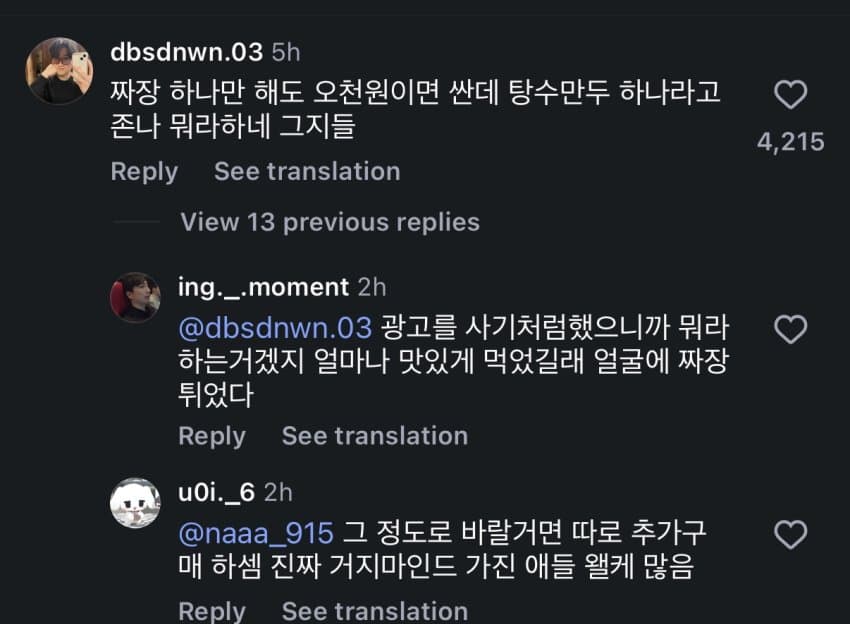 dbsdnwn.03 5h
짜장 하나만 해도 오천원이면 싼데 탕수만두 하나라고
존나 뭐라하네 그지들
4,215
Reply See translation
View 13 previous replies
ing._.moment 2h
@dbsdnwn.03 광고를 사기처럼했으니까 뭐라
하는거겠지 얼마나 맛있게 먹었길래 얼굴에 짜장
튀었다
Reply See translation
u0i._6 2h
@naaa_915 그 정도로 바랄거면 따로 추가구
매 하셈 진짜 거지마인드 가진 애들 왤케 많음
Reply See translation